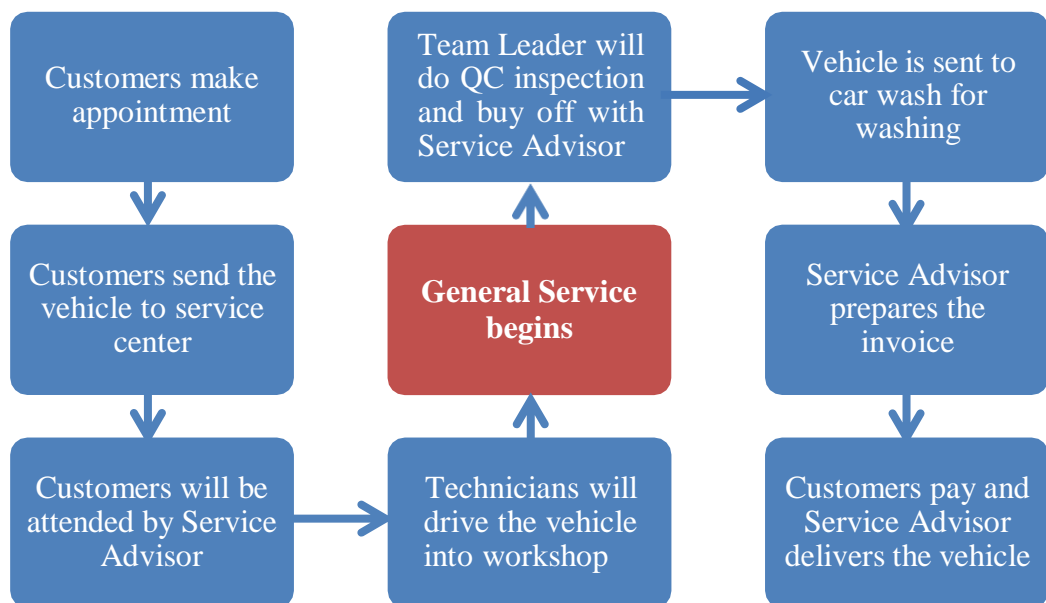 Customers make
appointment
Customers send the
vehicle to service
center
Customers will be
attended by Service
Advisor
Technicians will
drive the vehicle
into workshop
General Service
begins
Team Leader will
do QC inspection
and buy off with
Service Advisor
Vehicle is sent to
car wash for
washing
Service Advisor
prepares the
invoice
Customers pay and
Service Advisor
delivers the vehicle